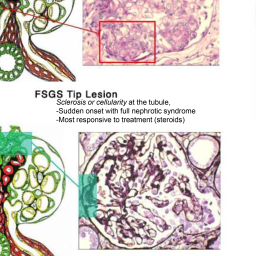 FSGS Tip Lesion
Sclerosis or cellularity at the tubule,
-Sudden onset with full nephrotic syndrome
-Most responsive to treatment (steroids)